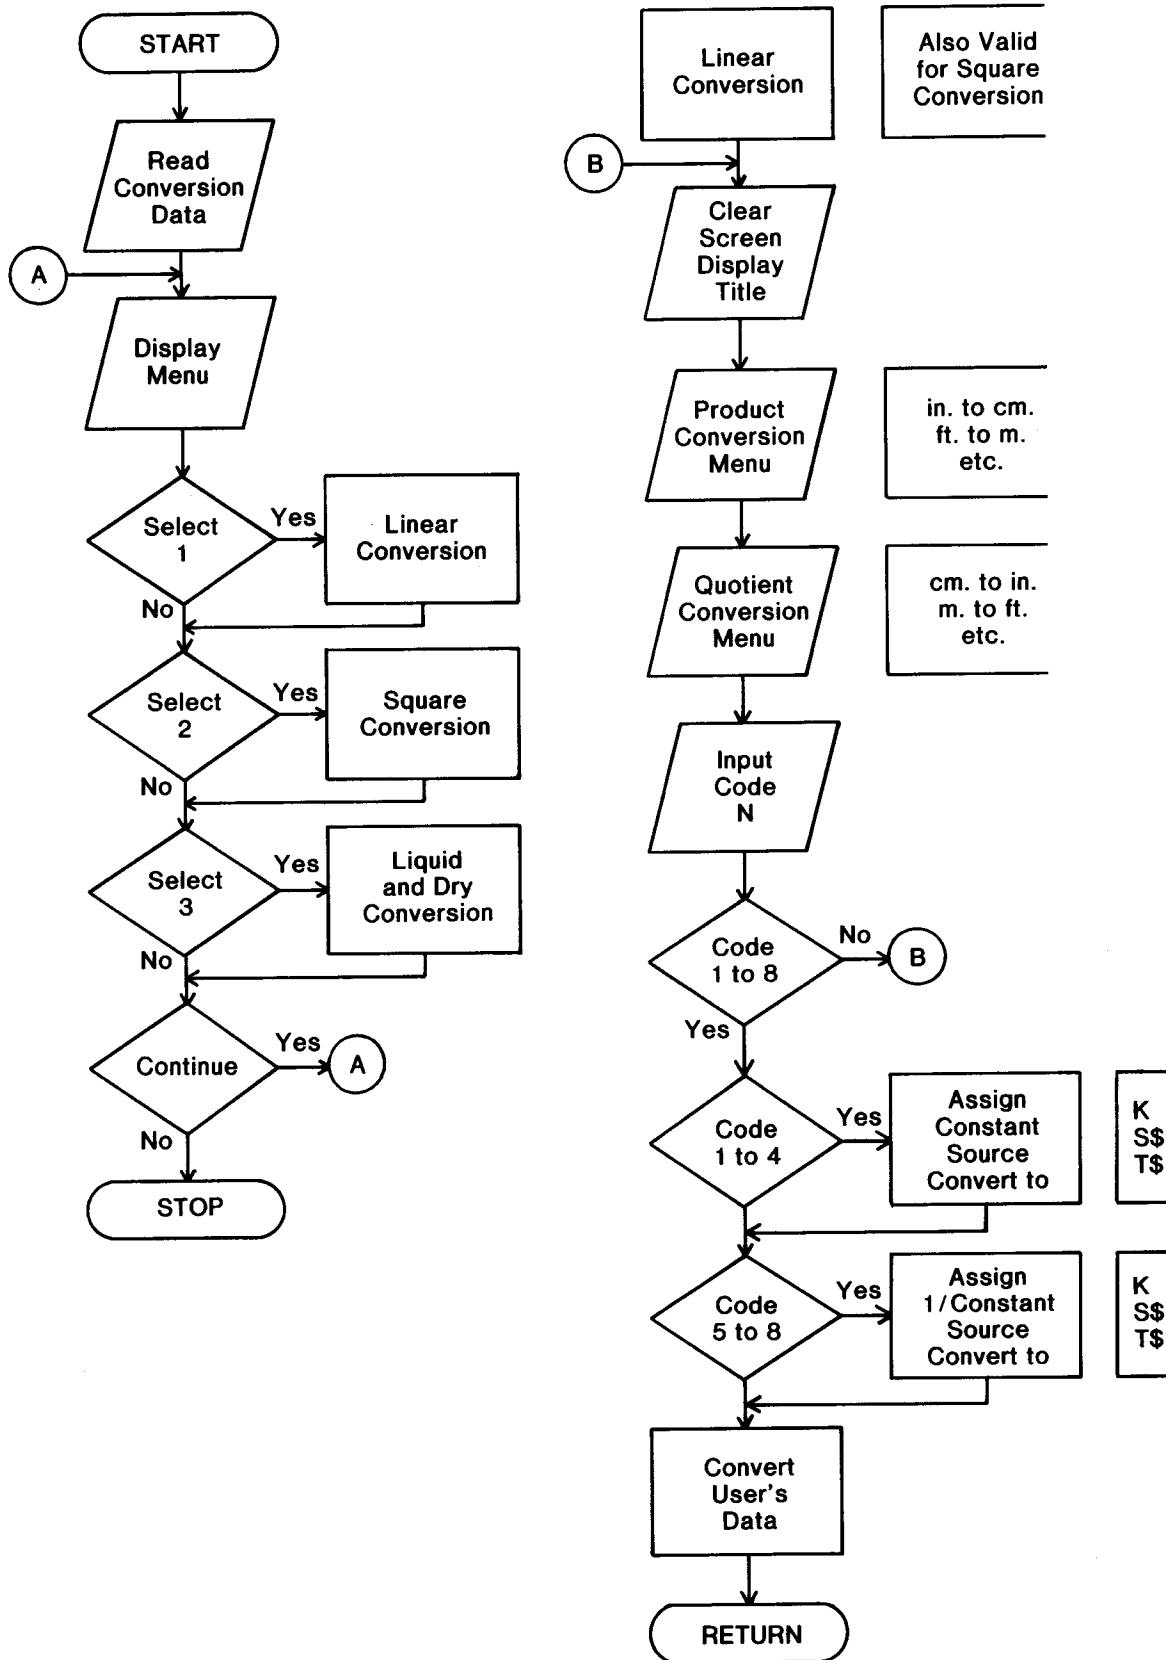 START
Read
Conversion
Data
A
Display
Menu
Select
1
Yes
Linear
Conversion
No
Select
2
Yes
Square
Conversion
No
Select
3
Yes
Liquid
and Dry
Conversion
No
Continue
Yes
A
No
STOP
Linear
Conversion
Also Valid
for Square
Conversion
B
Clear
Screen
Display
Title
Product
Conversion
Menu
in. to cm.
ft. to m.
etc.
Quotient
Conversion
Menu
cm. to in.
m. to ft.
etc.
Input
Code
N
Code
1 to 8
No
B
Yes
Code
1 to 4
Yes
Assign
Constant
Source
Convert to
K
S$
T$
Code
5 to 8
Yes
Assign
1/Constant
Source
Convert to
K
S$
T$
Convert
User's
Data
RETURN